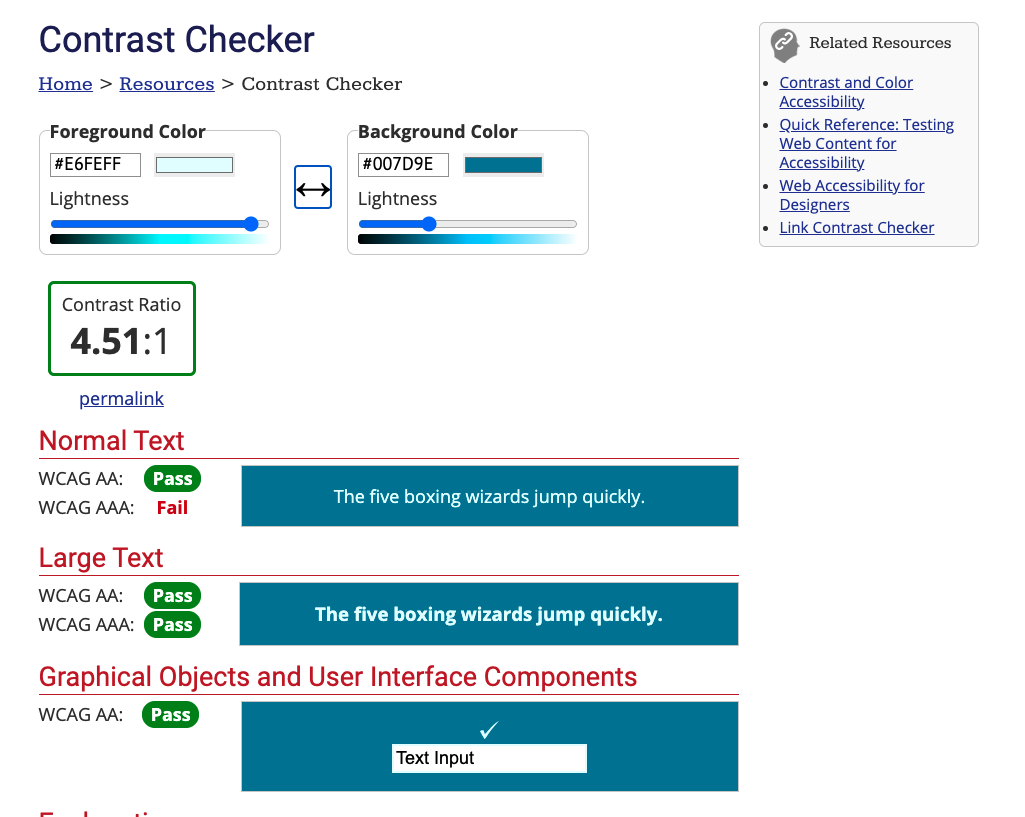 Contrast Checker
Home > Resources > Contrast Checker
Foreground Color
#E6FEFF
Lightness
Background Color
#007D9E
Lightness
Contrast Ratio
4.51:1
permalink
Normal Text
WCAG AA: Pass
WCAG AAA: Fail
The five boxing wizards jump quickly.
Large Text
WCAG AA: Pass
WCAG AAA: Pass
The five boxing wizards jump quickly.
Graphical Objects and User Interface Components
WCAG AA: Pass
✓
Text Input
Related Resources
Contrast and Color
Accessibility
Quick Reference: Testing
Web Content for
Accessibility
Web Accessibility for
Designers
Link Contrast Checker